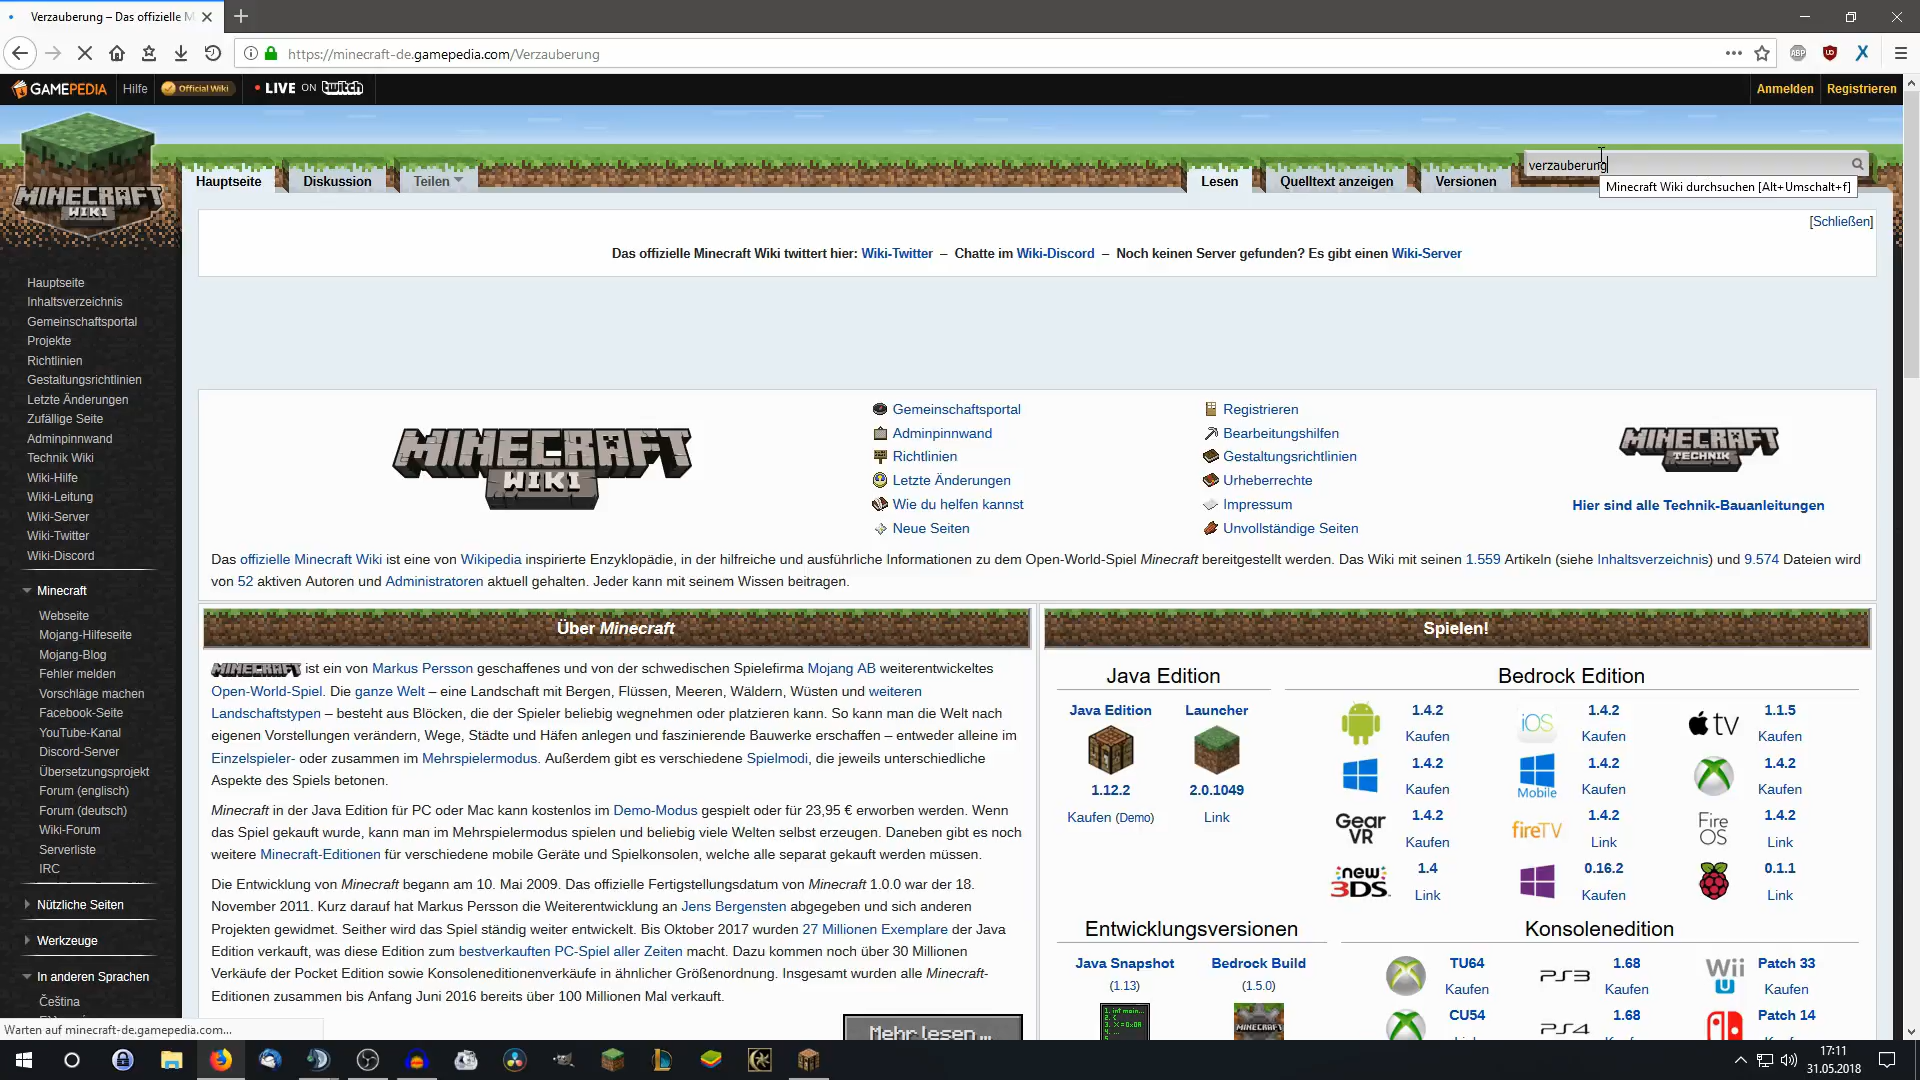 Verzauberung – Das offizielle M
https://minecraft-de.gamepedia.com/Verzauberung
ABP
GAMEPEDIA
Hilfe
Official Wiki
LIVE ON twitch
Anmelden
Registrieren
MINECRAFT WIKI
Hauptseite
Diskussion
Teilen
Lesen
Quelltext anzeigen
Versionen
verzauberung
Minecraft Wiki durchsuchen [Alt+Umschalt+f]
[Schließen]
Das offizielle Minecraft Wiki twittert hier: Wiki-Twitter – Chatte im Wiki-Discord – Noch keinen Server gefunden? Es gibt einen Wiki-Server
Hauptseite
Inhaltsverzeichnis
Gemeinschaftsportal
Projekte
Richtlinien
Gestaltungsrichtlinien
Letzte Änderungen
Zufällige Seite
Adminpinnwand
Technik Wiki
Wiki-Hilfe
Wiki-Leitung
Wiki-Server
Wiki-Twitter
Wiki-Discord
Minecraft
Webseite
Mojang-Hilfeseite
Mojang-Blog
Fehler melden
Vorschläge machen
Facebook-Seite
YouTube-Kanal
Discord-Server
Übersetzungsprojekt
Forum (englisch)
Forum (deutsch)
Wiki-Forum
Serverliste
IRC
Nützliche Seiten
Werkzeuge
In anderen Sprachen
Čeština
MINECRAFT
WIKI
Gemeinschaftsportal
Adminpinnwand
Richtlinien
Letzte Änderungen
Wie du helfen kannst
Neue Seiten
Registrieren
Bearbeitungshilfen
Gestaltungsrichtlinien
Urheberrechte
Impressum
Unvollständige Seiten
MINECRAFT
TECHNIK
Hier sind alle Technik-Bauanleitungen
Das offizielle Minecraft Wiki ist eine von Wikipedia inspirierte Enzyklopädie, in der hilfreiche und ausführliche Informationen zu dem Open-World-Spiel Minecraft bereitgestellt werden. Das Wiki mit seinen 1.559 Artikeln (siehe Inhaltsverzeichnis) und 9.574 Dateien wird
von 52 aktiven Autoren und Administratoren aktuell gehalten. Jeder kann mit seinem Wissen beitragen.
Über Minecraft
MINECRAFT ist ein von Markus Persson geschaffenes und von der schwedischen Spielefirma Mojang AB weiterentwickeltes
Open-World-Spiel. Die ganze Welt – eine Landschaft mit Bergen, Flüssen, Meeren, Wäldern, Wüsten und weiteren
Landschaftstypen – besteht aus Blöcken, die der Spieler beliebig wegnehmen oder platzieren kann. So kann man die Welt nach
eigenen Vorstellungen verändern, Wege, Städte und Häfen anlegen und faszinierende Bauwerke erschaffen – entweder alleine im
Einzelspieler- oder zusammen im Mehrspielermodus. Außerdem gibt es verschiedene Spielmodi, die jeweils unterschiedliche
Aspekte des Spiels betonen.
Minecraft in der Java Edition für PC oder Mac kann kostenlos im Demo-Modus gespielt oder für 23,95 € erworben werden. Wenn
das Spiel gekauft wurde, kann man im Mehrspielermodus spielen und beliebig viele Welten selbst erzeugen. Daneben gibt es noch
weitere Minecraft-Editionen für verschiedene mobile Geräte und Spielkonsolen, welche alle separat gekauft werden müssen.
Die Entwicklung von Minecraft begann am 10. Mai 2009. Das offizielle Fertigstellungsdatum von Minecraft 1.0.0 war der 18.
November 2011. Kurz darauf hat Markus Persson die Weiterentwicklung an Jens Bergensten abgegeben und sich anderen
Projekten gewidmet. Seither wird das Spiel ständig weiter entwickelt. Bis Oktober 2017 wurden 27 Millionen Exemplare der Java
Edition verkauft, was diese Edition zum bestverkauften PC-Spiel aller Zeiten macht. Dazu kommen noch über 30 Millionen
Verkäufe der Pocket Edition sowie Konsoleneditionenverkäufe in ähnlicher Größenordnung. Insgesamt wurden alle Minecraft-
Editionen zusammen bis Anfang Juni 2016 bereits über 100 Millionen Mal verkauft.
Mehr lesen ...
Spielen!
Java Edition
Bedrock Edition
Java Edition
Launcher
1.12.2
2.0.1049
Kaufen (Demo)
Link
1.4.2
Kaufen
iOS
1.4.2
Kaufen
tv
1.1.5
Kaufen
1.4.2
Kaufen
Mobile
1.4.2
Kaufen
1.4.2
Kaufen
Gear VR
1.4.2
Kaufen
fireTV
1.4.2
Link
Fire OS
1.4.2
Link
new 3DS
1.4
Link
0.16.2
Kaufen
0.1.1
Link
Entwicklungsversionen
Konsolenedition
Java Snapshot
(1.13)
Bedrock Build
(1.5.0)
MINECRAFT
TU64
Kaufen
PS3
1.68
Kaufen
Wii U
Patch 33
Kaufen
CU54
PS4
1.68
Patch 14
Warten auf minecraft-de.gamepedia.com...
17:11
31.05.2018